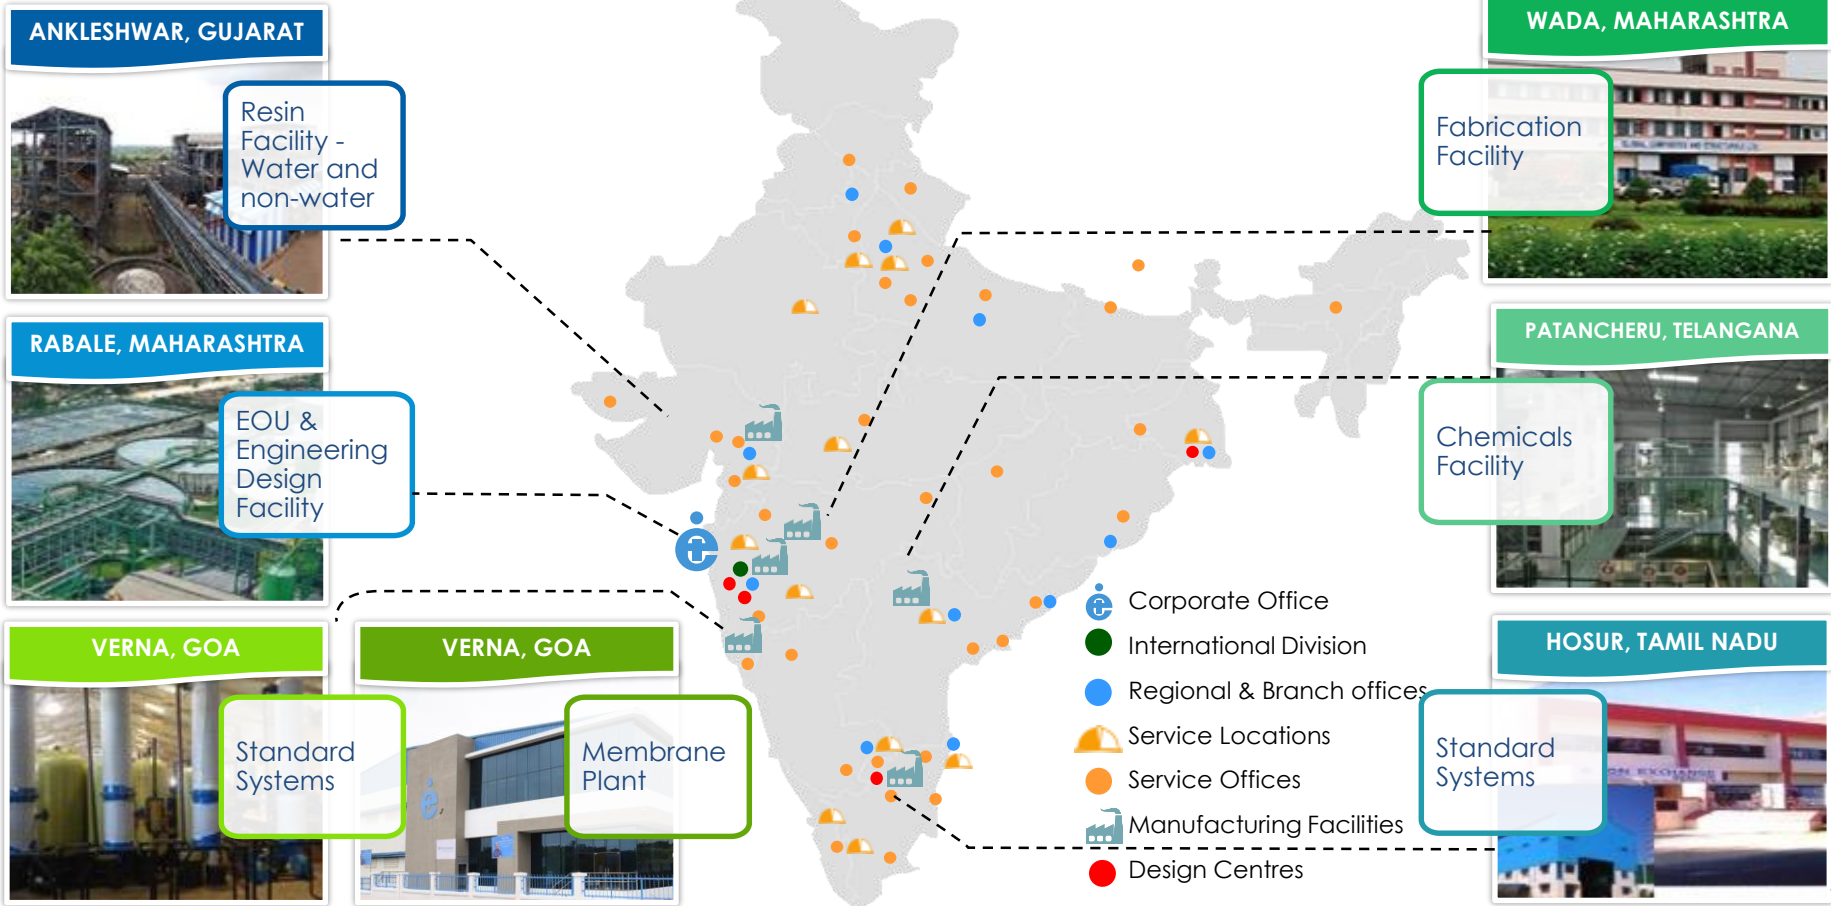 ANKLESHWAR, GUJARAT
Resin
Facility -
Water and
non-water
RABALE, MAHARASHTRA
EOU &
Engineering
Design
Facility
VERNA, GOA
Standard
Systems
VERNA, GOA
Membrane
Plant
WADA, MAHARASHTRA
Fabrication
Facility
PATANCHERU, TELANGANA
Chemicals
Facility
HOSUR, TAMIL NADU
Standard
Systems
ION EXCHANGE
Corporate Office
International Division
Regional & Branch offices
Service Locations
Service Offices
Manufacturing Facilities
Design Centres